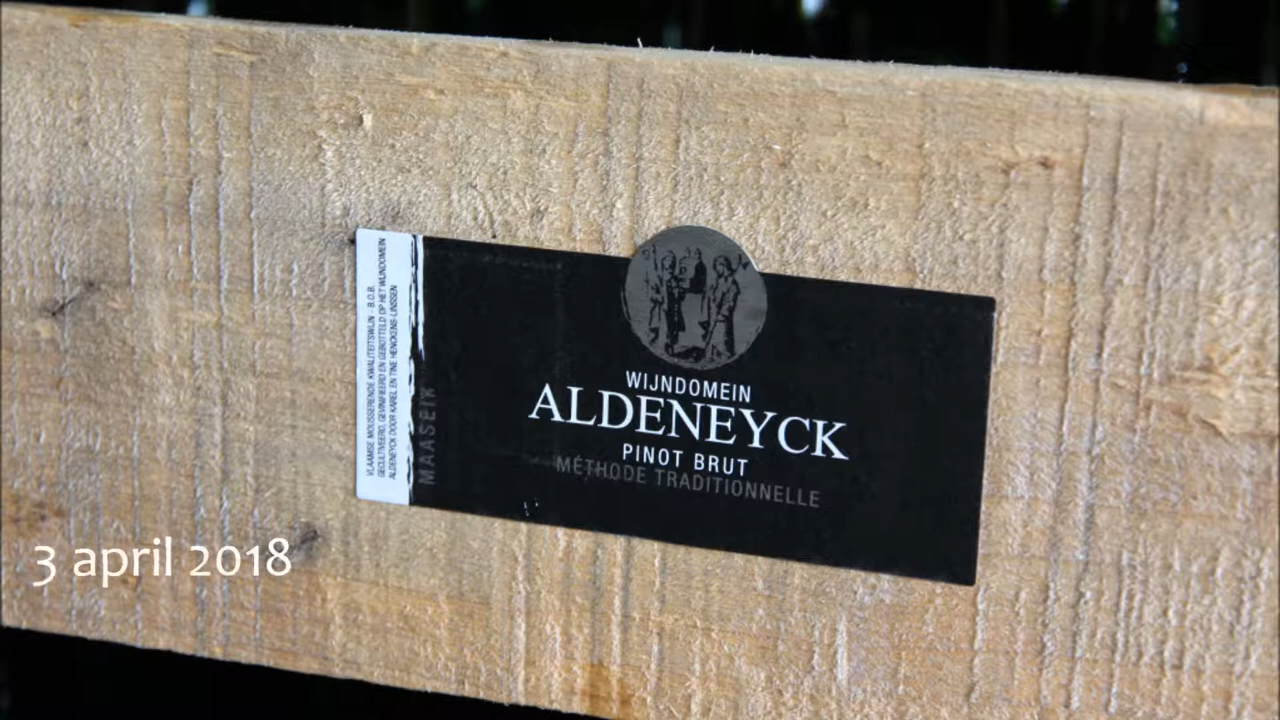 VLAAMSE MOUSSERENDE KWALITEITSWIJN - B.O.B.
GECULTIVEERD, GEVINIFIEERD EN GEBOTTELD OP HET WIJNDOMEIN
ALDENEYCK DOOR KAREL EN TINE HENCKENS-LINSSEN
MAASEIK
WIJNDOMEIN
ALDENEYCK
PINOT BRUT
MÉTHODE TRADITIONNELLE
3 april 2018